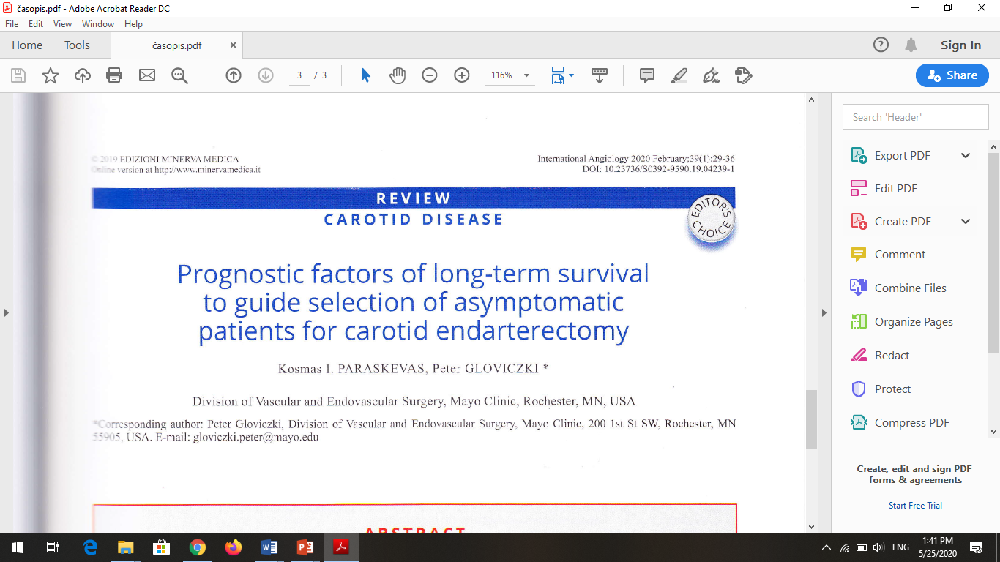 časopis.pdf - Adobe Acrobat Reader DC
File Edit View Window Help
Home Tools časopis.pdf × Sign In
3 / 3 116% Share
Search 'Header'
Export PDF
Edit PDF
Create PDF
Comment
Combine Files
Organize Pages
Redact
Protect
Compress PDF
Create, edit and sign PDF
forms & agreements
Start Free Trial
© 2019 EDIZIONI MINERVA MEDICA
Online version at http://www.minervamedica.it
International Angiology 2020 February;39(1):29-36
DOI: 10.23736/S0392-9590.19.04239-1
REVIEW
CAROTID DISEASE
EDITOR'S
CHOICE
Prognostic factors of long-term survival
to guide selection of asymptomatic
patients for carotid endarterectomy
Kosmas I. PARASKEVAS, Peter GLOVICZKI *
Division of Vascular and Endovascular Surgery, Mayo Clinic, Rochester, MN, USA
*Corresponding author: Peter Gloviczki, Division of Vascular and Endovascular Surgery, Mayo Clinic, 200 1st St SW, Rochester, MN
55905, USA. E-mail: gloviczki.peter@mayo.edu
ABSTRACT
ENG
1:41 PM
5/25/2020